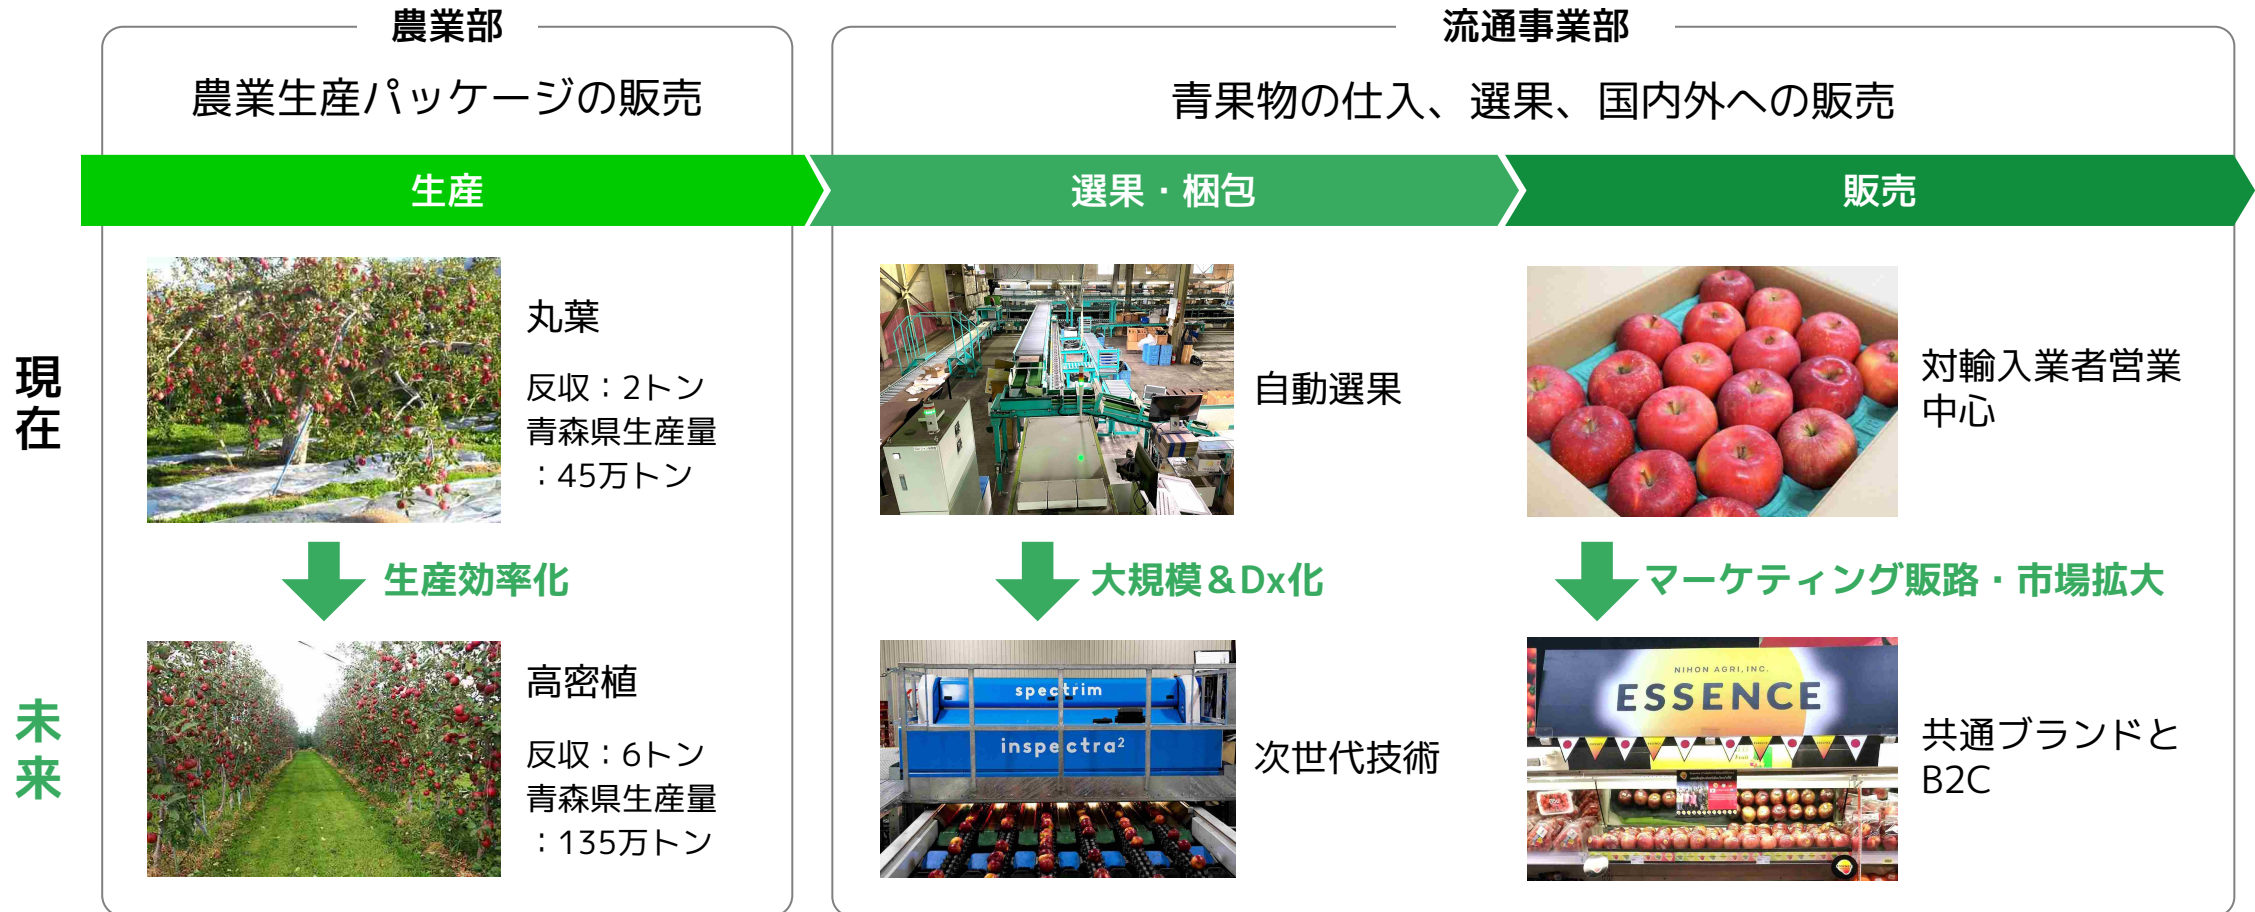 農業部
農業生産パッケージの販売
流通事業部
青果物の仕入、選果、国内外への販売
生産
選果・梱包
販売
現在
丸葉
反収：2トン
青森県生産量
：45万トン
自動選果
対輸入業者営業
中心
生産効率化
大規模＆Dx化
マーケティング販路・市場拡大
未来
高密植
反収：6トン
青森県生産量
：135万トン
spectrim
inspectra²
次世代技術
NIHON AGRI, INC.
ESSENCE
共通ブランドと
B2C